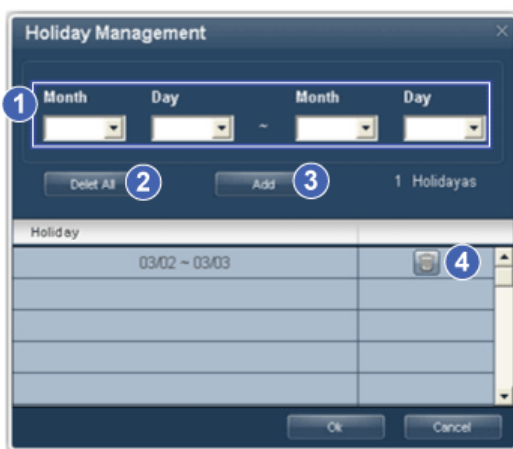 Holiday Management
Month Day Month Day
1
~
Delet All 2 Add 3 1 Holidayas
Holiday
03/02 ~ 03/03 4
Ok Cancel